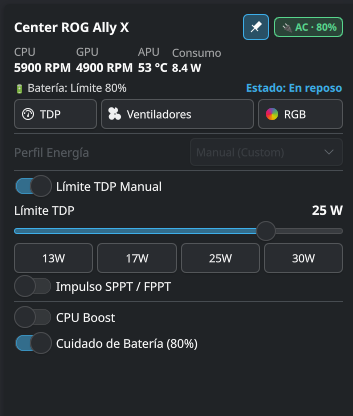 Center ROG Ally X
AC · 80%
CPU GPU APU Consumo
5900 RPM 4900 RPM 53 °C 8.4 W
Batería: Límite 80% Estado: En reposo
TDP Ventiladores RGB
Perfil Energía Manual (Custom)
Límite TDP Manual
Límite TDP 25 W
13W 17W 25W 30W
Impulso SPPT / FPPT
CPU Boost
Cuidado de Batería (80%)